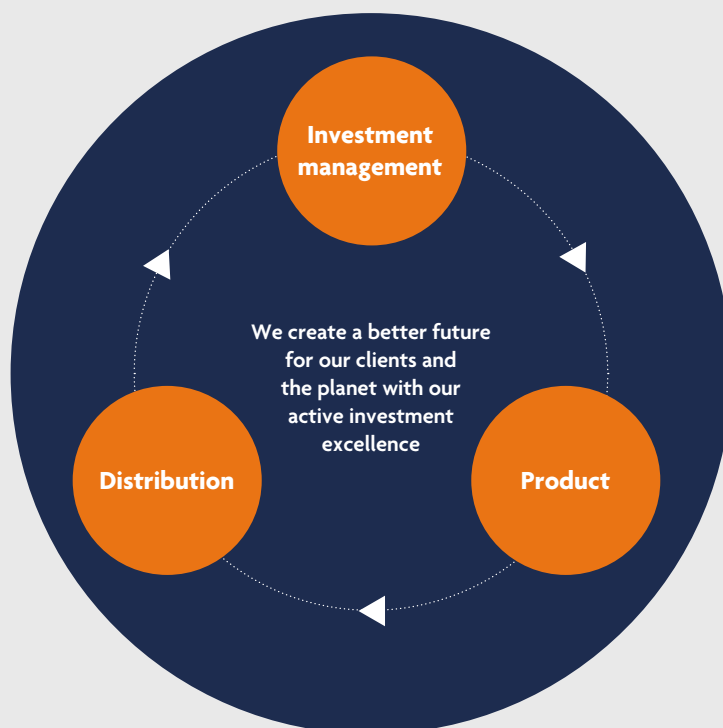 Investment
management
We create a better future
for our clients and
the planet with our
active investment
excellence
Distribution
Product